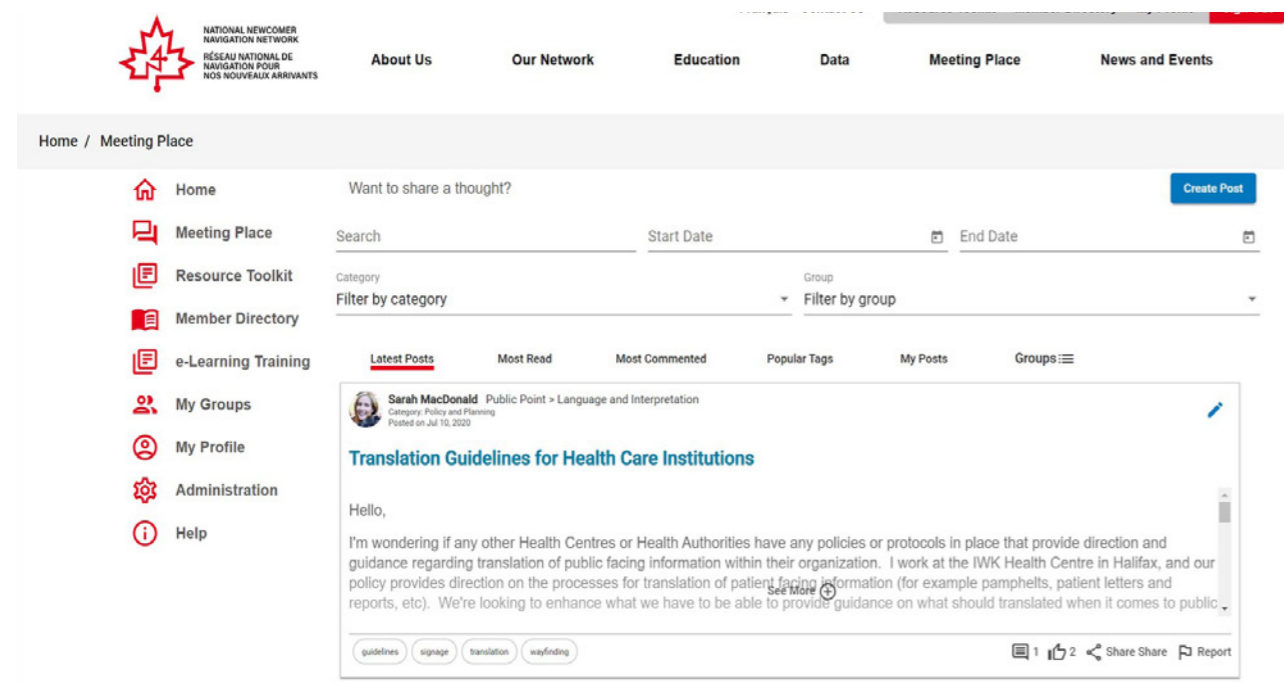 NATIONAL NEWCOMER
NAVIGATION NETWORK
RÉSEAU NATIONAL DE
NAVIGATION POUR
NOS NOUVEAUX ARRIVANTS
N4
About Us
Our Network
Education
Data
Meeting Place
News and Events
Home / Meeting Place
Home
Meeting Place
Resource Toolkit
Member Directory
e-Learning Training
My Groups
My Profile
Administration
Help
Want to share a thought?
Create Post
Search
Start Date
End Date
Category
Filter by category
Group
Filter by group
Latest Posts
Most Read
Most Commented
Popular Tags
My Posts
Groups
Sarah MacDonald Public Point > Language and Interpretation
Category: Policy and Planning
Posted on Jul 10, 2020
Translation Guidelines for Health Care Institutions
Hello,
I'm wondering if any other Health Centres or Health Authorities have any policies or protocols in place that provide direction and
guidance regarding translation of public facing information within their organization. I work at the IWK Health Centre in Halifax, and our
policy provides direction on the processes for translation of patient facing information (for example pamphelts, patient letters and
See More
reports, etc). We're looking to enhance what we have to be able to provide guidance on what should translated when it comes to public
guidelines
signage
translation
wayfinding
1
2
Share Share
Report